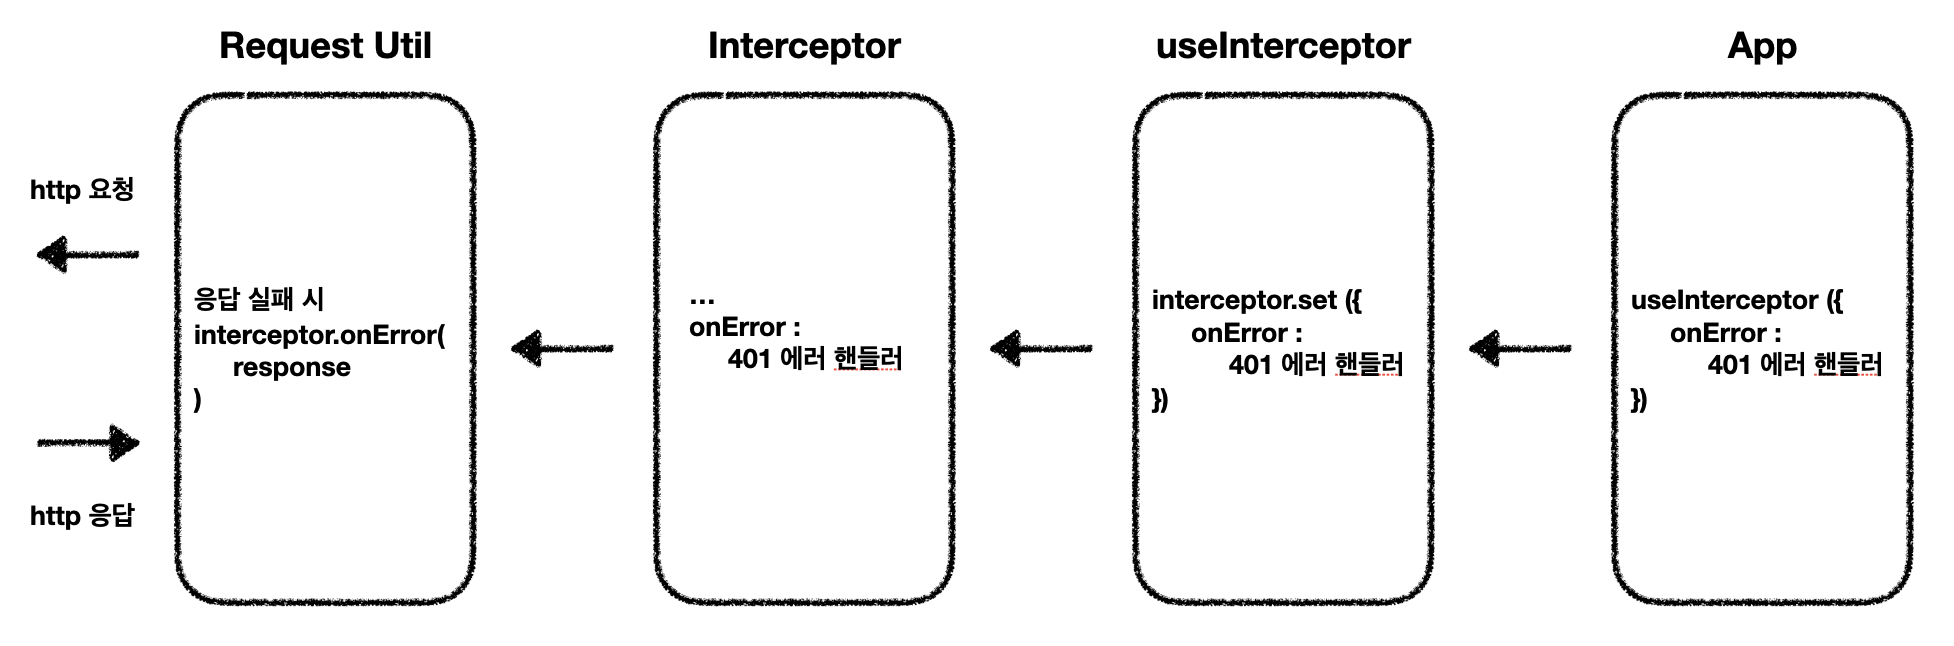 Request Util
Interceptor
useInterceptor
App
http 요청
http 응답
응답 실패 시
interceptor.onError(
response
)
...
onError :
401 에러 핸들러
interceptor.set ({
onError :
401 에러 핸들러
})
useInterceptor ({
onError :
401 에러 핸들러
})